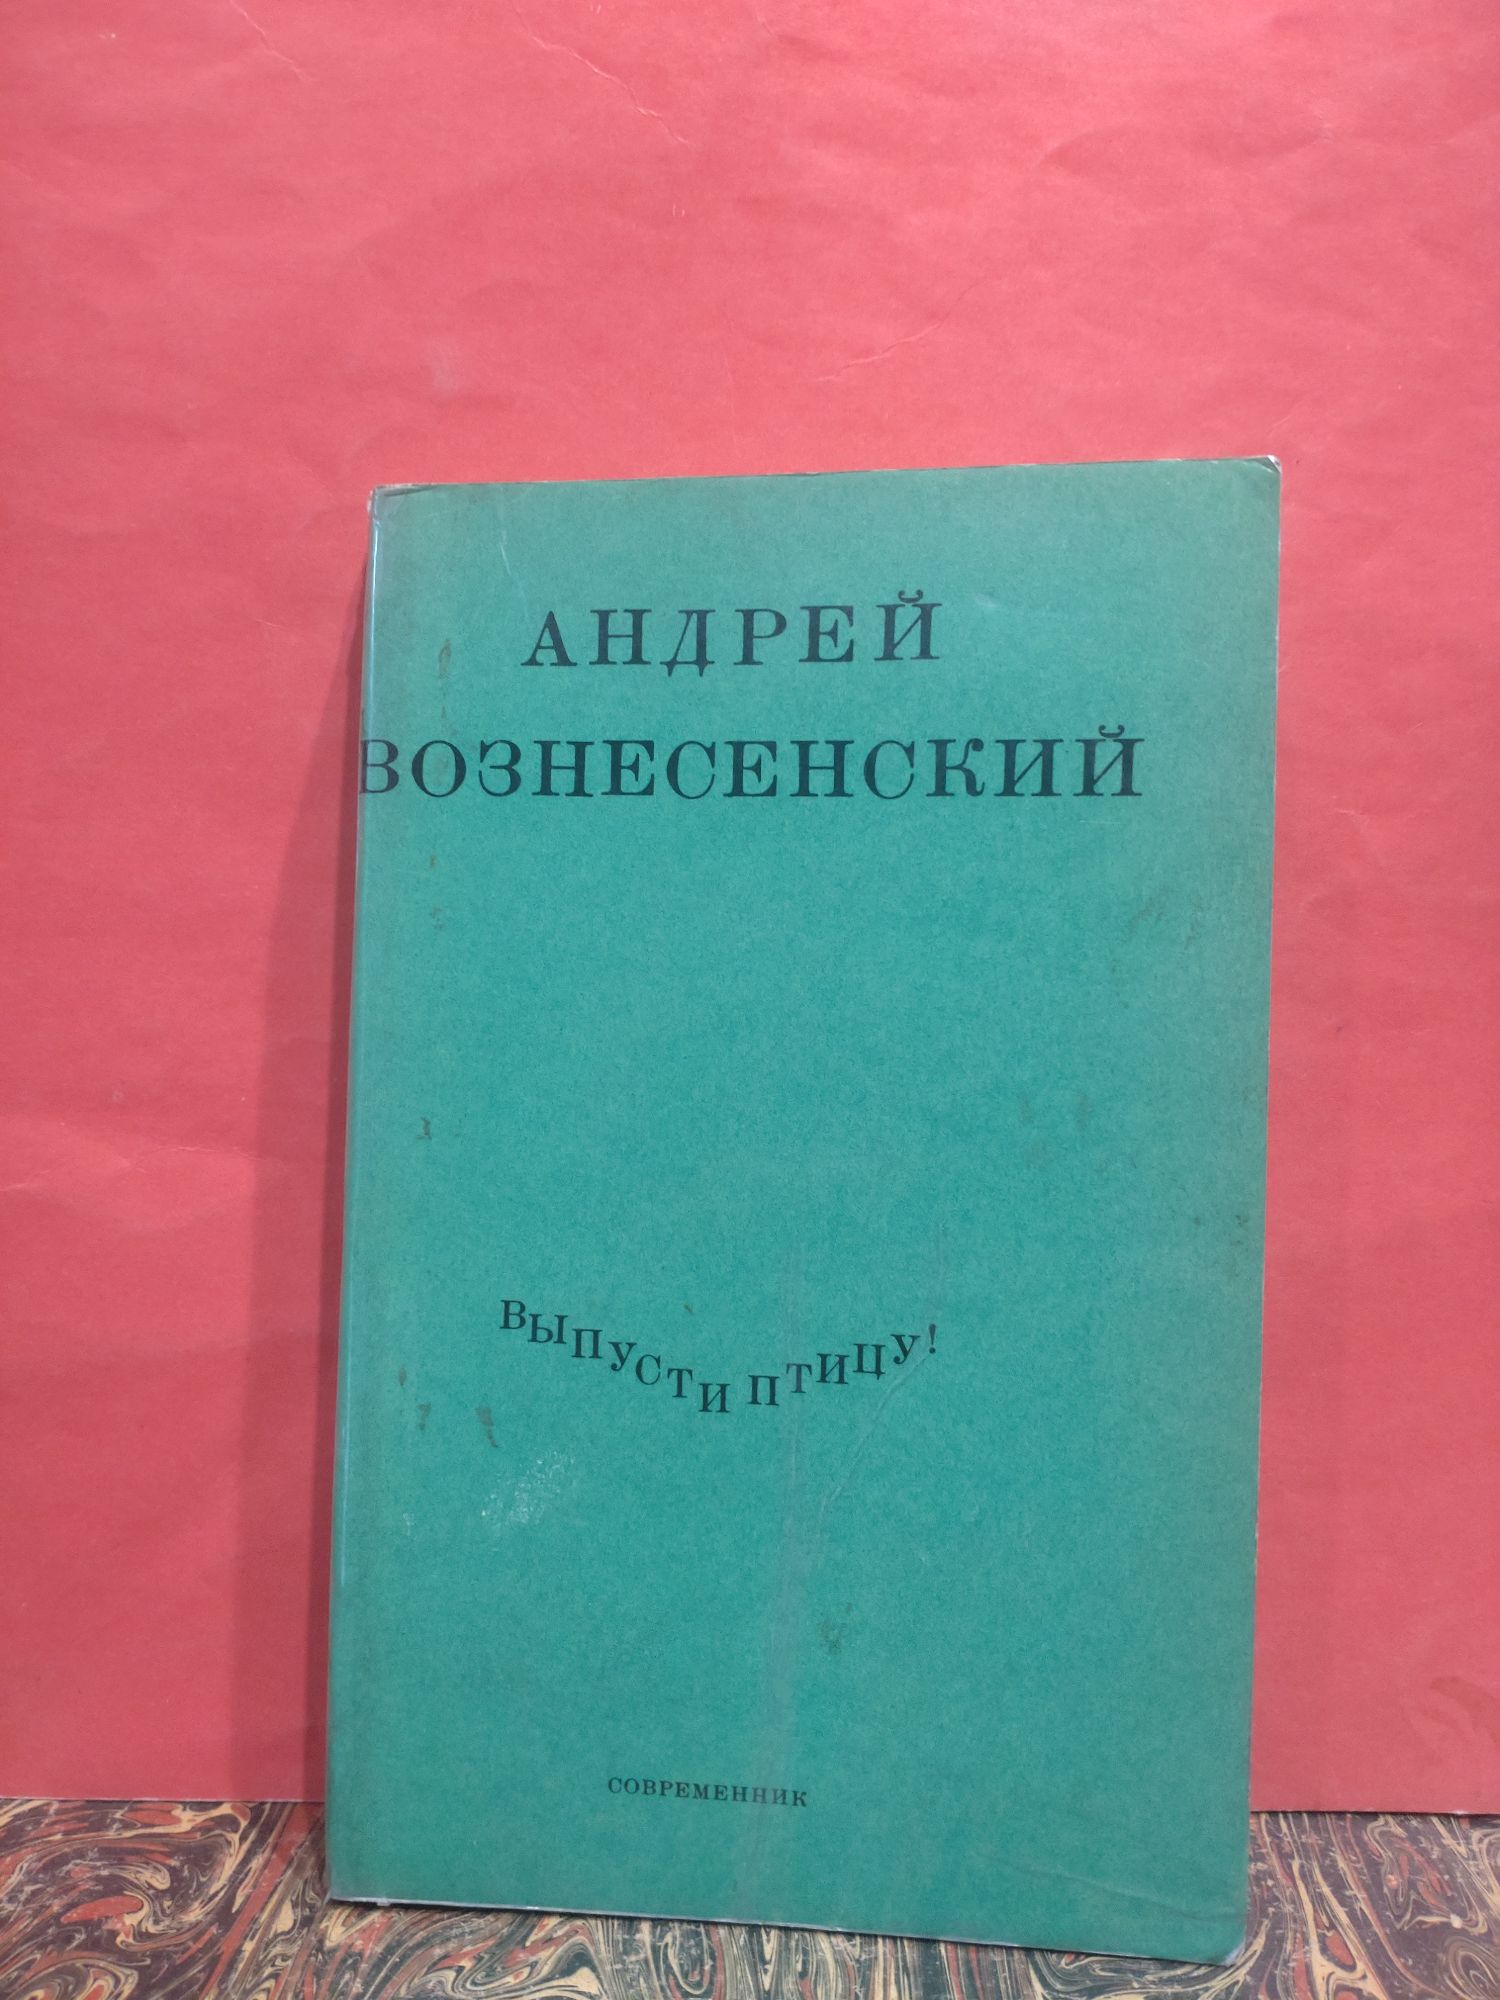 АНДРЕЙ
ВОЗНЕСЕНСКИЙ
ВЫПУСТИ ПТИЦУ!
СОВРЕМЕННИК